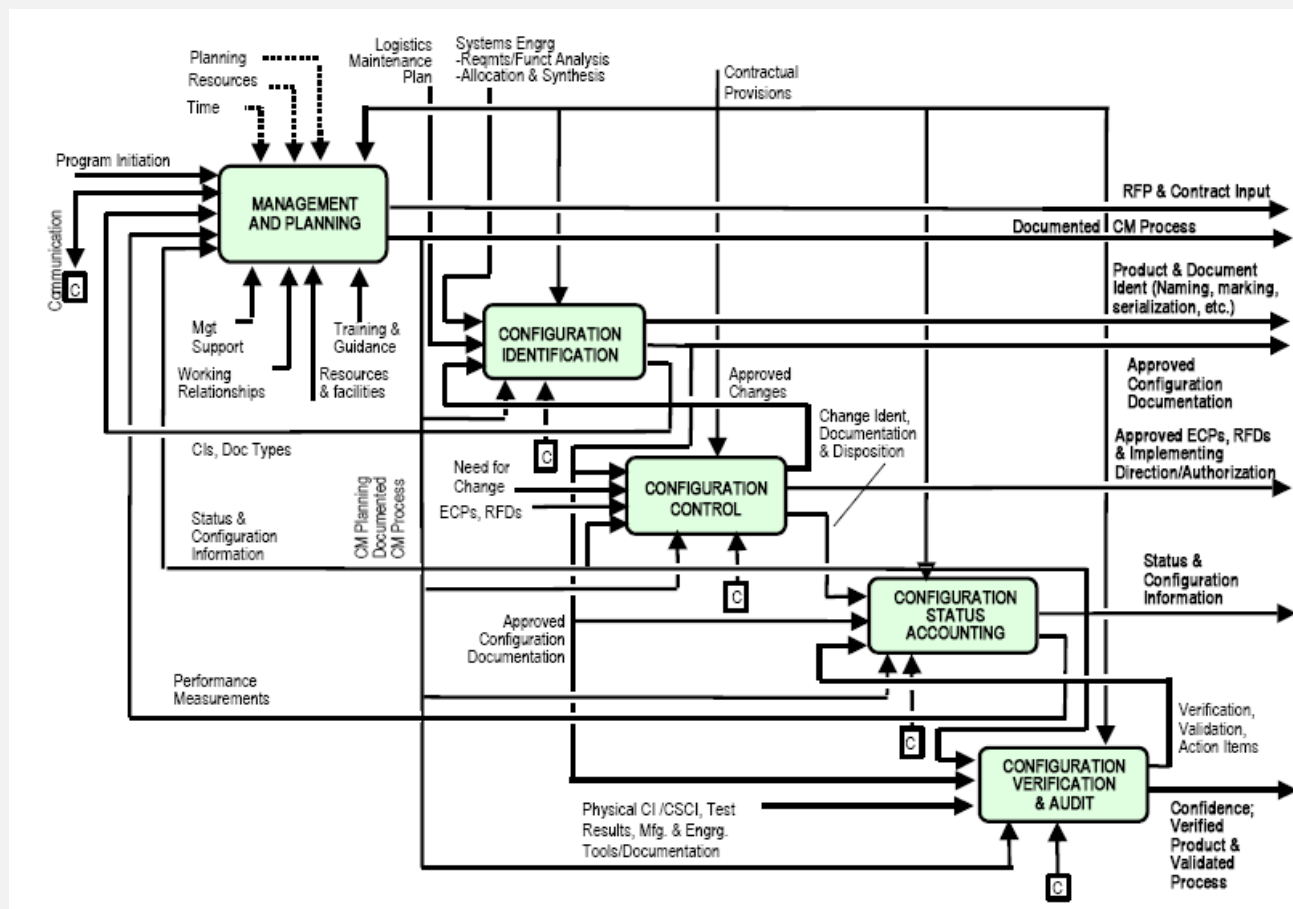 Planning
Resources
Time
Logistics
Maintenance
Plan
Systems Engrg
-Reqmts/Funct Analysis
-Allocation & Synthesis
Contractual
Provisions
Program Initiation
MANAGEMENT
AND PLANNING
RFP & Contract Input
Documented CM Process
Communication
C
Product & Document
Ident (Naming, marking,
serialization, etc.)
Mgt
Support
Training &
Guidance
Working
Relationships
Resources
& facilities
CONFIGURATION
IDENTIFICATION
Approved
Configuration
Documentation
Approved
Changes
Change Ident,
Documentation
& Disposition
CIs, Doc Types
C
Approved ECPs, RFDs
& Implementing
Direction/Authorization
Need for
Change
ECPs, RFDs
CONFIGURATION
CONTROL
CM Planning
Documented
CM Process
Status &
Configuration
Information
C
Status &
Configuration
Information
CONFIGURATION
STATUS
ACCOUNTING
Approved
Configuration
Documentation
Performance
Measurements
C
Verification,
Validation,
Action Items
CONFIGURATION
VERIFICATION
& AUDIT
Physical CI /CSCI, Test
Results, Mfg. & Engrg.
Tools/Documentation
Confidence;
Verified
Product &
Validated
Process
C